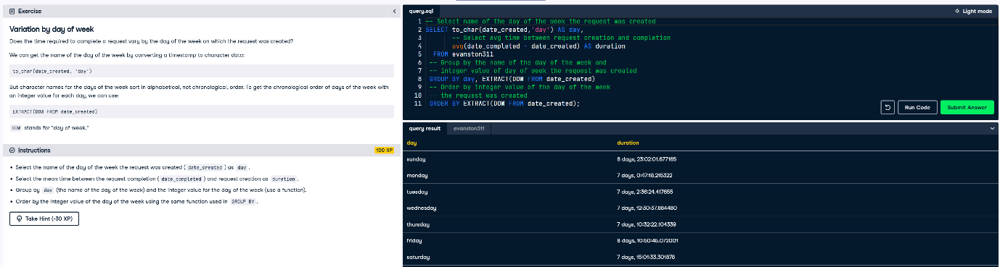 Exercise
Variation by day of week
Does the time required to complete a request vary by the day of the week on which the request was created?
We can get the name of the day of the week by converting a timestamp to character data:
to_char(date_created, 'day')
But character names for the days of the week sort in alphabetical, not chronological, order. To get the chronological order of days of the week with
an integer value for each day, we can use:
EXTRACT(DOW FROM date_created)
DOW stands for "day of week."
Instructions
100 XP
Select the name of the day of the week the request was created ( date_created ) as day .
Select the mean time between the request completion ( date_completed ) and request creation as duration .
Group by day (the name of the day of the week) and the integer value for the day of the week (use a function).
Order by the integer value of the day of the week using the same function used in GROUP BY .
Take Hint (-30 XP)
query.sql
Light mode
1 -- Select name of the day of the week the request was created
2 SELECT to_char(date_created,'day') AS day,
3 -- Select avg time between request creation and completion
4 avg(date_completed - date_created) AS duration
5 FROM evanston311
6 -- Group by the name of the day of the week and
7 -- integer value of day of week the request was created
8 GROUP BY day, EXTRACT(DOW FROM date_created)
9 -- Order by integer value of the day of the week
10 -- the request was created
11 ORDER BY EXTRACT(DOW FROM date_created);
Run Code
Submit Answer
query result
evanston311
day duration
sunday 8 days, 23:02:01.677165
monday 7 days, 0:47:18.215322
tuesday 7 days, 2:36:24.417655
wednesday 7 days, 12:30:37.884480
thursday 7 days, 10:32:22.104339
friday 8 days, 10:50:45.072001
saturday 7 days, 15:01:33.301878